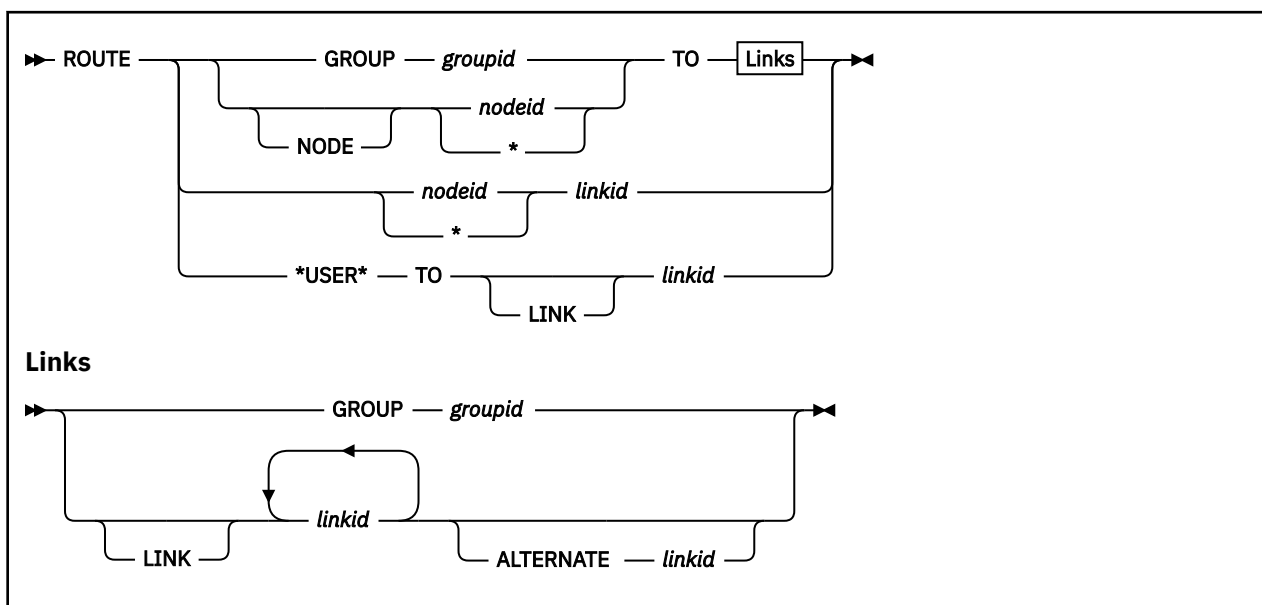 ROUTE GROUP groupid TO Links
nodeid
NODE
*
nodeid linkid
*
*USER* TO linkid
LINK
Links
GROUP groupid
linkid
LINK ALTERNATE linkid